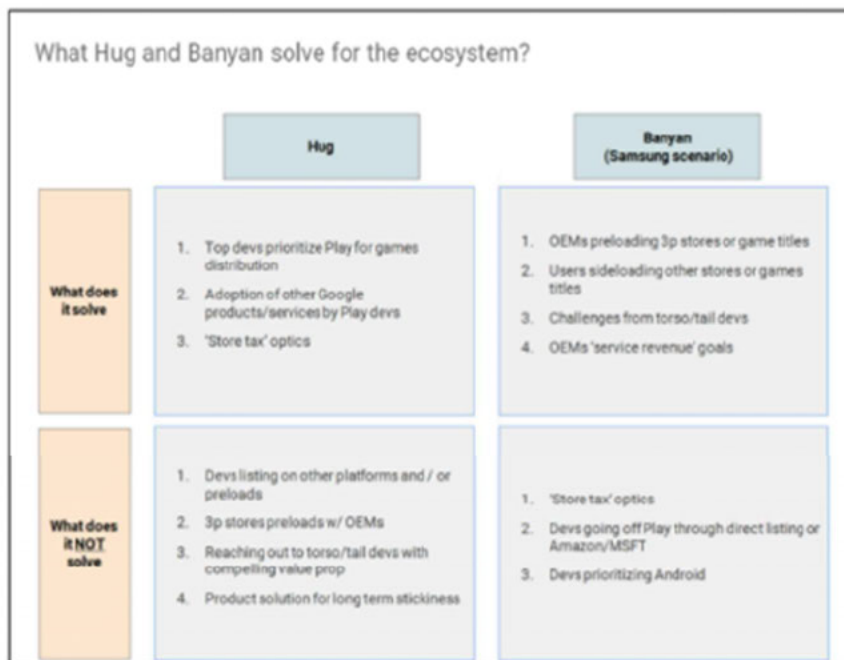 What Hug and Banyan solve for the ecosystem?
Hug
Banyan
(Samsung scenario)
What does
it solve
1. Top devs prioritize Play for games
distribution
2. Adoption of other Google
products/services by Play devs
3. 'Store tax' optics
1. OEMs preloading 3p stores or game titles
2. Users sideloading other stores or games
titles
3. Challenges from torso/tail devs
4. OEMs 'service revenue' goals
What does
it NOT
solve
1. Devs listing on other platforms and / or
preloads
2. 3p stores preloads w/ OEMs
3. Reaching out to torso/tail devs with
compelling value prop
4. Product solution for long term stickiness
1. 'Store tax' optics
2. Devs going off Play through direct listing or
Amazon/MSFT
3. Devs prioritizing Android